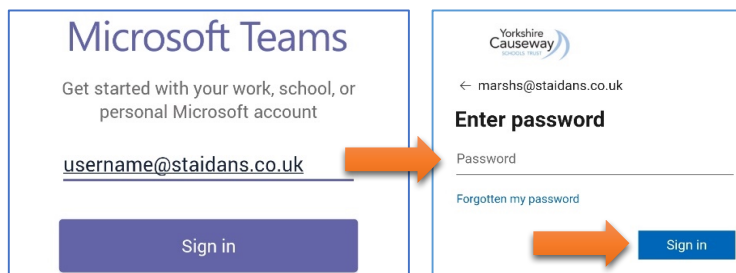 Microsoft Teams
Get started with your work, school, or
personal Microsoft account
username@staidans.co.uk
Sign in
Yorkshire
Causeway
SCHOOLS TRUST
← marshs@staidans.co.uk
Enter password
Password
Forgotten my password
Sign in